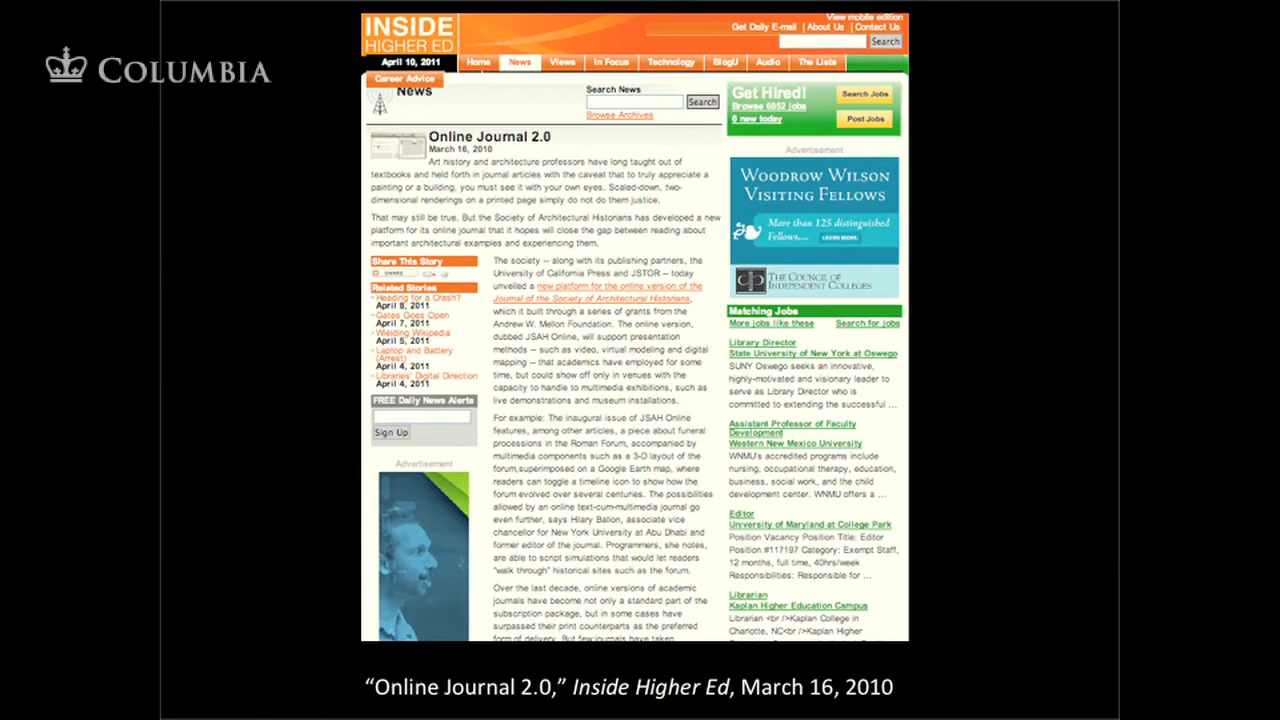 COLUMBIA
INSIDE
HIGHER ED
View mobile edition
Get Daily E-mail | About Us | Contact Us
Search
April 10, 2011
Home
News
Views
In Focus
Technology
BlogU
Audio
The Lists
Career Advice
News
Search News
Search
Browse Archives
Online Journal 2.0
March 16, 2010
Art history and architecture professors have long taught out of
textbooks and held forth in journal articles with the caveat that to truly appreciate a
painting or a building, you must see it with your own eyes. Scaled-down, two-
dimensional renderings on a printed page simply do not do them justice.
That may still be true. But the Society of Architectural Historians has developed a new
platform for its online journal that it hopes will close the gap between reading about
important architectural examples and experiencing them.
Share This Story
SHARE
Related Stories
Heading for a Crash?
April 8, 2011
Gates Goes Open
April 7, 2011
Wielding Wikipedia
April 5, 2011
Laptop and Battery
(Arrest)
April 4, 2011
Libraries' Digital Direction
April 4, 2011
FREE Daily News Alerts
Sign Up
Advertisement
The society -- along with its publishing partners, the
University of California Press and JSTOR -- today
unveiled a new platform for the online version of the
Journal of the Society of Architectural Historians,
which it built through a series of grants from the
Andrew W. Mellon Foundation. The online version,
dubbed JSAH Online, will support presentation
methods -- such as video, virtual modeling and digital
mapping -- that academics have employed for some
time, but could show off only in venues with the
capacity to handle to multimedia exhibitions, such as
live demonstrations and museum installations.
For example: The inaugural issue of JSAH Online
features, among other articles, a piece about funeral
processions in the Roman Forum, accompanied by
multimedia components such as a 3-D layout of the
forum,superimposed on a Google Earth map, where
readers can toggle a timeline icon to show how the
forum evolved over several centuries. The possibilities
allowed by an online text-cum-multimedia journal go
even further, says Hilary Ballon, associate vice
chancellor for New York University at Abu Dhabi and
former editor of the journal. Programmers, she notes,
are able to script simulations that would let readers
"walk through" historical sites such as the forum.
Over the last decade, online versions of academic
journals have become not only a standard part of the
subscription package, but in some cases have
surpassed their print counterparts as the preferred
form of delivery. But few journals have taken
Get Hired!
Browse 6852 jobs
0 new today
Search Jobs
Post Jobs
Advertisement
WOODROW WILSON
VISITING FELLOWS
More than 125 distinguished
Fellows.... LEARN MORE.
THE COUNCIL OF
INDEPENDENT COLLEGES
Matching Jobs
More jobs like these
Search for jobs
Library Director
State University of New York at Oswego
SUNY Oswego seeks an innovative,
highly-motivated and visionary leader to
serve as Library Director who is
committed to extending the successful ...
Assistant Professor of Faculty
Development
Western New Mexico University
WNMU's accredited programs include
nursing, occupational therapy, education,
business, social work, and the child
development center. WNMU offers a ...
Editor
University of Maryland at College Park
Position Vacancy Position Title: Editor
Position #117197 Category: Exempt Staff,
12 months, full time, 40hrs/week
Responsibilities: Responsible for ...
Librarian
Kaplan Higher Education Campus
Librarian <br />Kaplan College in
Charlotte, NC<br />Kaplan Higher
“Online Journal 2.0,” Inside Higher Ed, March 16, 2010